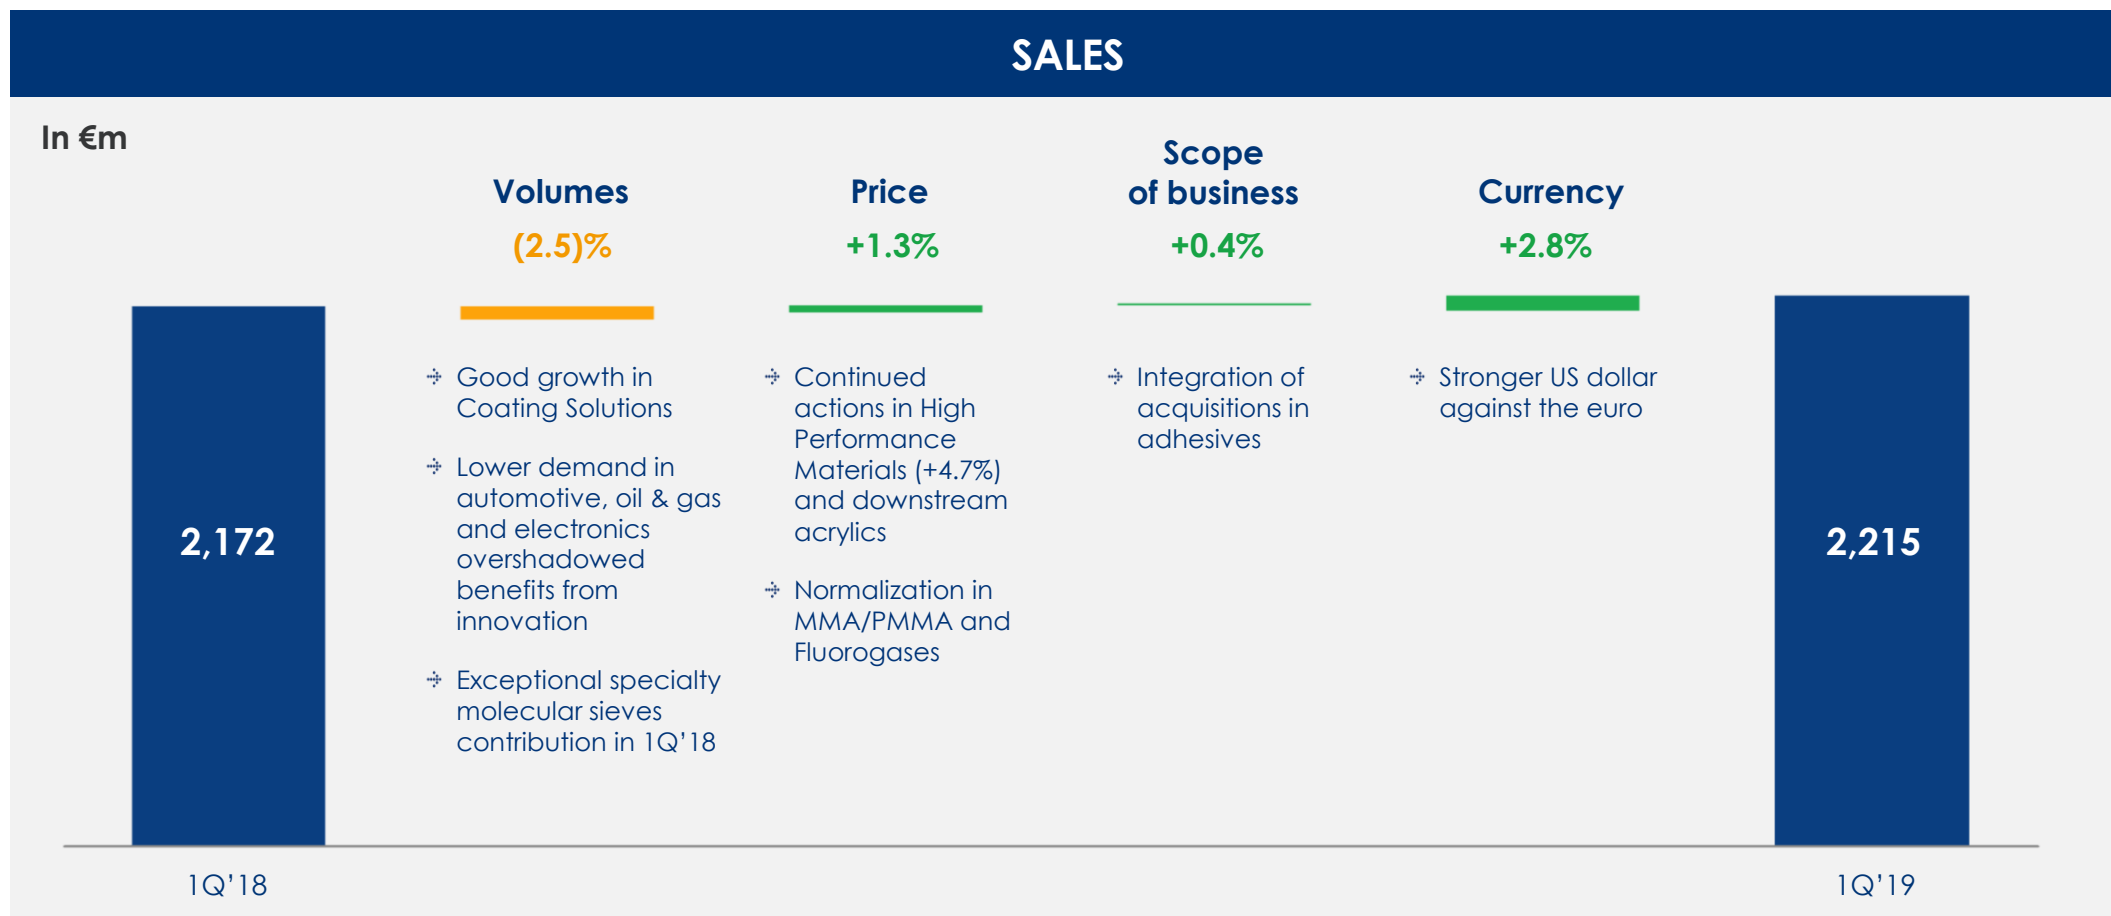 SALES
In €m
Volumes
(2.5)%
Price
+1.3%
Scope
of business
+0.4%
Currency
+2.8%
2,172
Good growth in
Coating Solutions
Lower demand in
automotive, oil & gas
and electronics
overshadowed
benefits from
innovation
Exceptional specialty
molecular sieves
contribution in 1Q’18
Continued
actions in High
Performance
Materials (+4.7%)
and downstream
acrylics
Normalization in
MMA/PMMA and
Fluorogases
Integration of
acquisitions in
adhesives
Stronger US dollar
against the euro
2,215
1Q’18
1Q’19